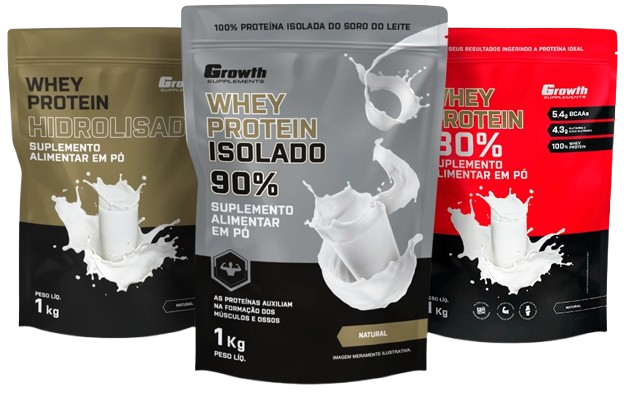 WHEY
PROTEIN
HIDROLISAD
SUPLEMENTO
ALIMENTAR EM PÓ
Growth
SUPPLEMENTS
PESO LÍQ.
1 Kg
NATURAL
100% PROTEÍNA ISOLADA DO SORO DO LEITE
Growth
SUPPLEMENTS
WHEY
PROTEIN
ISOLADO
90%
SUPLEMENTO
ALIMENTAR
EM PÓ
AS PROTEÍNAS AUXILIAM
NA FORMAÇÃO DOS
MÚSCULOS E OSSOS
1 Kg
PESO LÍQ.
NATURAL
IMAGEM MERAMENTE ILUSTRATIVA.
SEUS RESULTADOS INGERINDO A PROTEÍNA IDEAL
Growth
SUPPLEMENTS
WHEY
PROTEIN
80%
SUPLEMENTO
ALIMENTAR EM PÓ
5.4g BCAAs
4.3g
100% WHEY PROTEIN
PESO LÍQ.
1 Kg
NATURAL